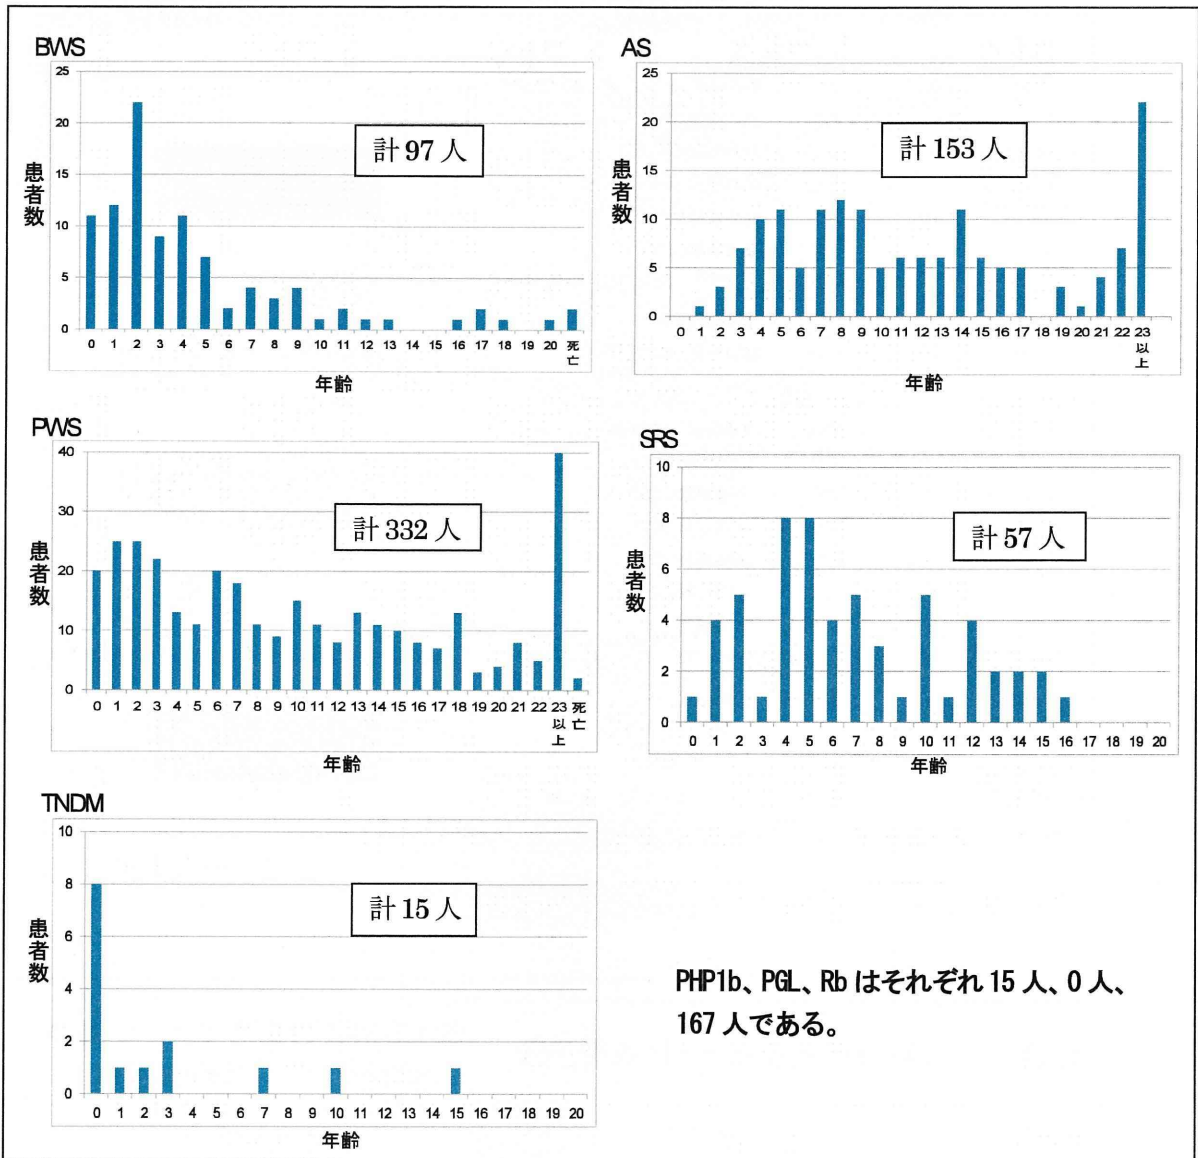 BWS
25
20
15
10
5
0
患者数
計 97 人
0 1 2 3 4 5 6 7 8 9 10 11 12 13 14 15 16 17 18 19 20 死亡
年齢
AS
25
20
15
10
5
0
患者数
計 153 人
0 1 2 3 4 5 6 7 8 9 10 11 12 13 14 15 16 17 18 19 20 21 22 23以上
年齢
PWS
40
30
20
10
0
患者数
計 332 人
0 1 2 3 4 5 6 7 8 9 10 11 12 13 14 15 16 17 18 19 20 21 22 23以上 死亡
年齢
SRS
10
8
6
4
2
0
患者数
計 57 人
0 1 2 3 4 5 6 7 8 9 10 11 12 13 14 15 16 17 18 19 20
年齢
TNDM
10
8
6
4
2
0
患者数
計 15 人
0 1 2 3 4 5 6 7 8 9 10 11 12 13 14 15 16 17 18 19 20
年齢
PHP1b、PGL、Rb はそれぞれ 15 人、0 人、
167 人である。